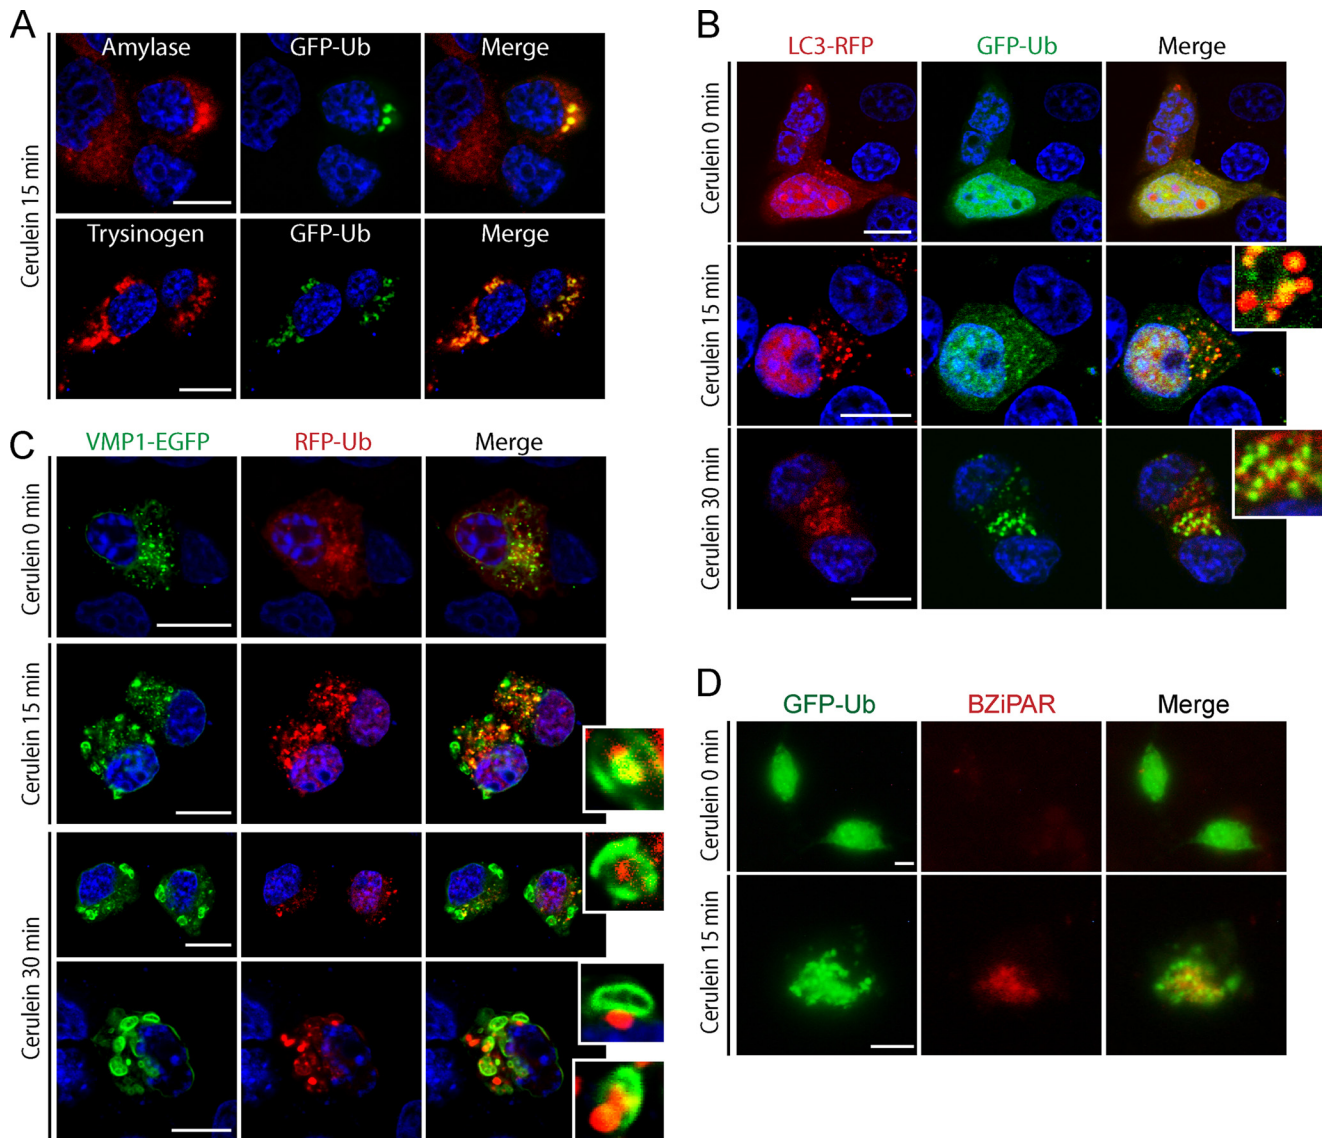 A
Amylase GFP-Ub Merge
Cerulein 15 min
Trysinogen GFP-Ub Merge
B
LC3-RFP GFP-Ub Merge
Cerulein 0 min
Cerulein 15 min
Cerulein 30 min
C
VMP1-EGFP RFP-Ub Merge
Cerulein 0 min
Cerulein 15 min
Cerulein 30 min
D
GFP-Ub BZiPAR Merge
Cerulein 0 min
Cerulein 15 min